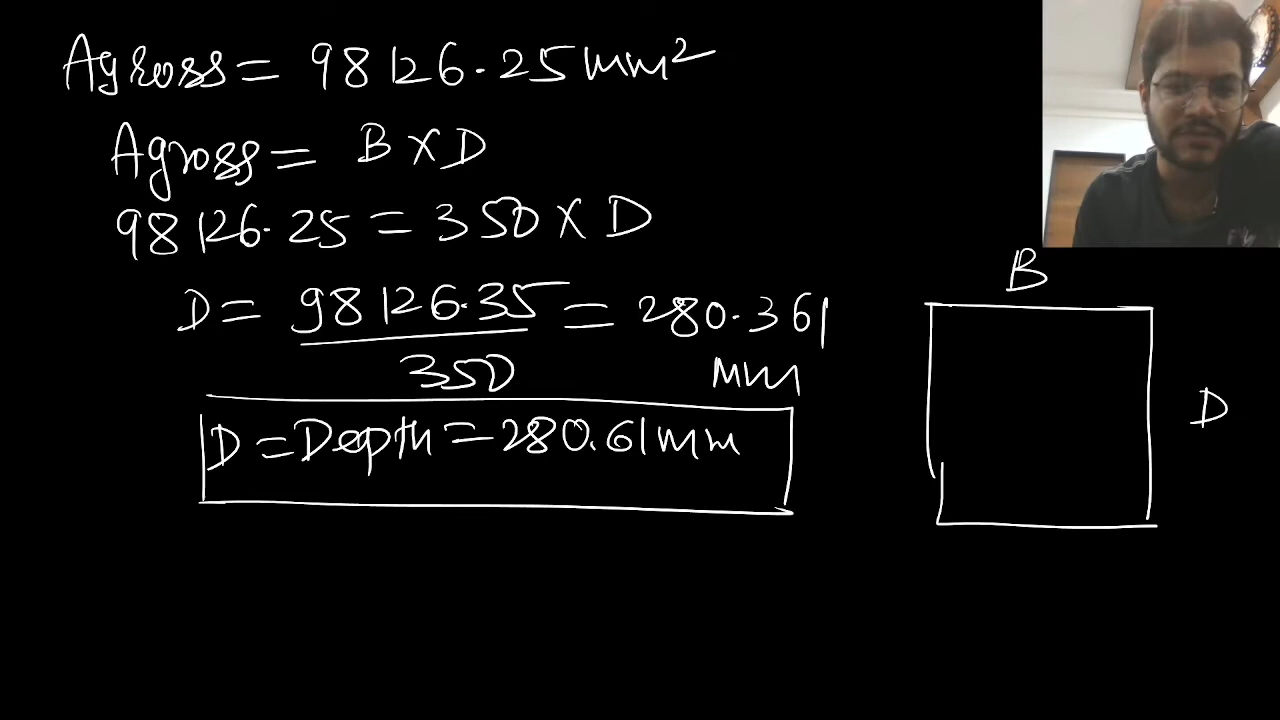 Agross = 98126.25 mm²
Agross = B X D
98126.25 = 350 X D
D = 98126.35 = 280.361
350 mm
D = Depth = 280.61 mm
B
D